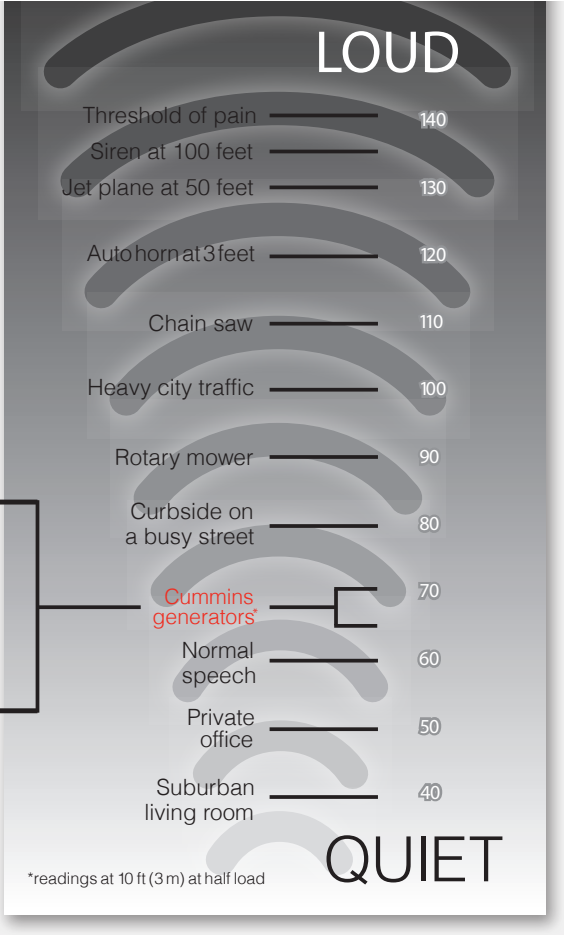 LOUD
Threshold of pain 140
Siren at 100 feet
Jet plane at 50 feet 130
Auto horn at 3 feet 120
Chain saw 110
Heavy city traffic 100
Rotary mower 90
Curbside on
a busy street 80
Cummins 70
generators*
Normal 60
speech
Private 50
office
Suburban 40
living room
QUIET
*readings at 10 ft (3 m) at half load